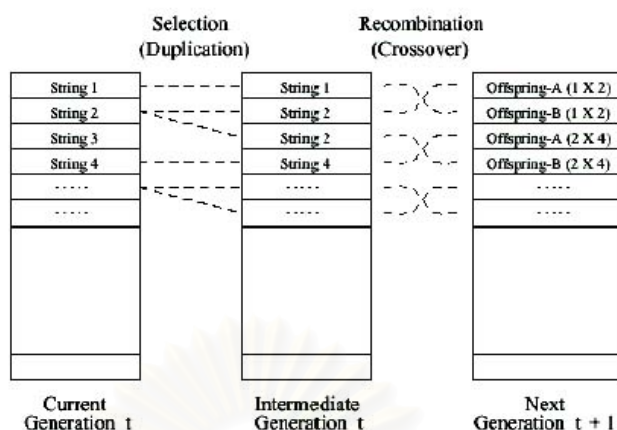 Selection
(Duplication)
Recombination
(Crossover)
String 1
String 2
String 3
String 4
-----
-----
String 1
String 2
String 2
String 4
-----
-----
Offspring-A (1 X 2)
Offspring-B (1 X 2)
Offspring-A (2 X 4)
Offspring-B (2 X 4)
-----
-----
Current
Generation t
Intermediate
Generation t
Next
Generation t + 1